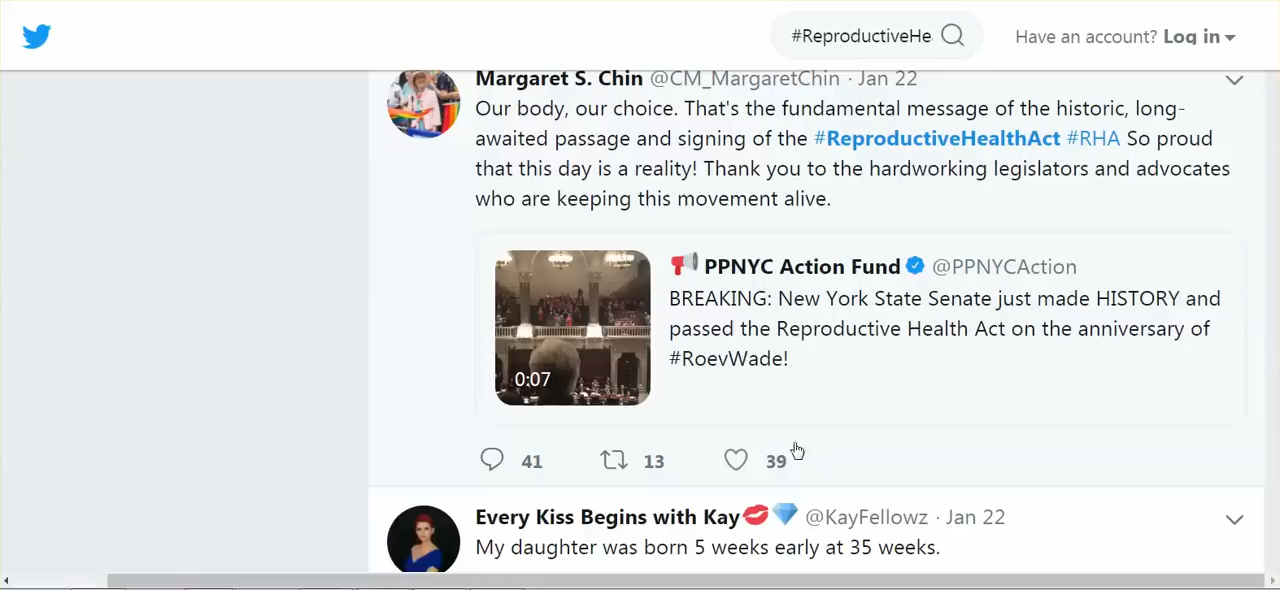 #ReproductiveHe
Have an account? Log in
Margaret S. Chin @CM_MargaretChin · Jan 22
Our body, our choice. That's the fundamental message of the historic, long-
awaited passage and signing of the #ReproductiveHealthAct #RHA So proud
that this day is a reality! Thank you to the hardworking legislators and advocates
who are keeping this movement alive.
PPNYC Action Fund @PPNYCAction
BREAKING: New York State Senate just made HISTORY and
passed the Reproductive Health Act on the anniversary of
#RoevWade!
0:07
41 13 39
Every Kiss Begins with Kay💋💎 @KayFellowz · Jan 22
My daughter was born 5 weeks early at 35 weeks.